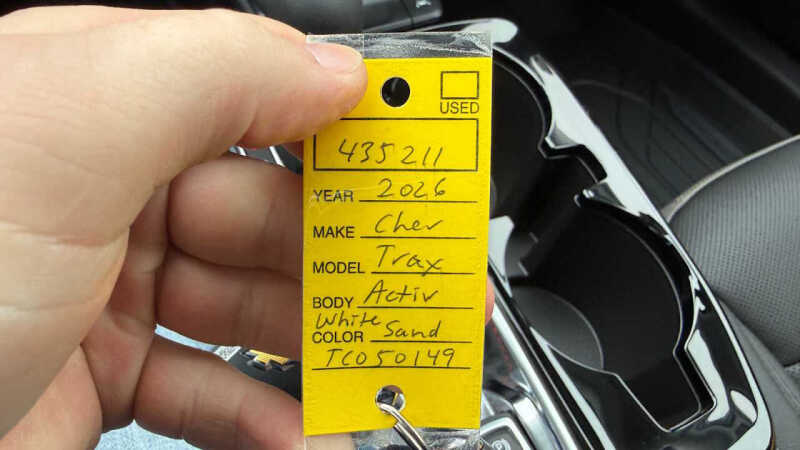 USED
435211
YEAR 2026
MAKE Chev
MODEL Trax
BODY Activ
White
COLOR Sand
TC050149